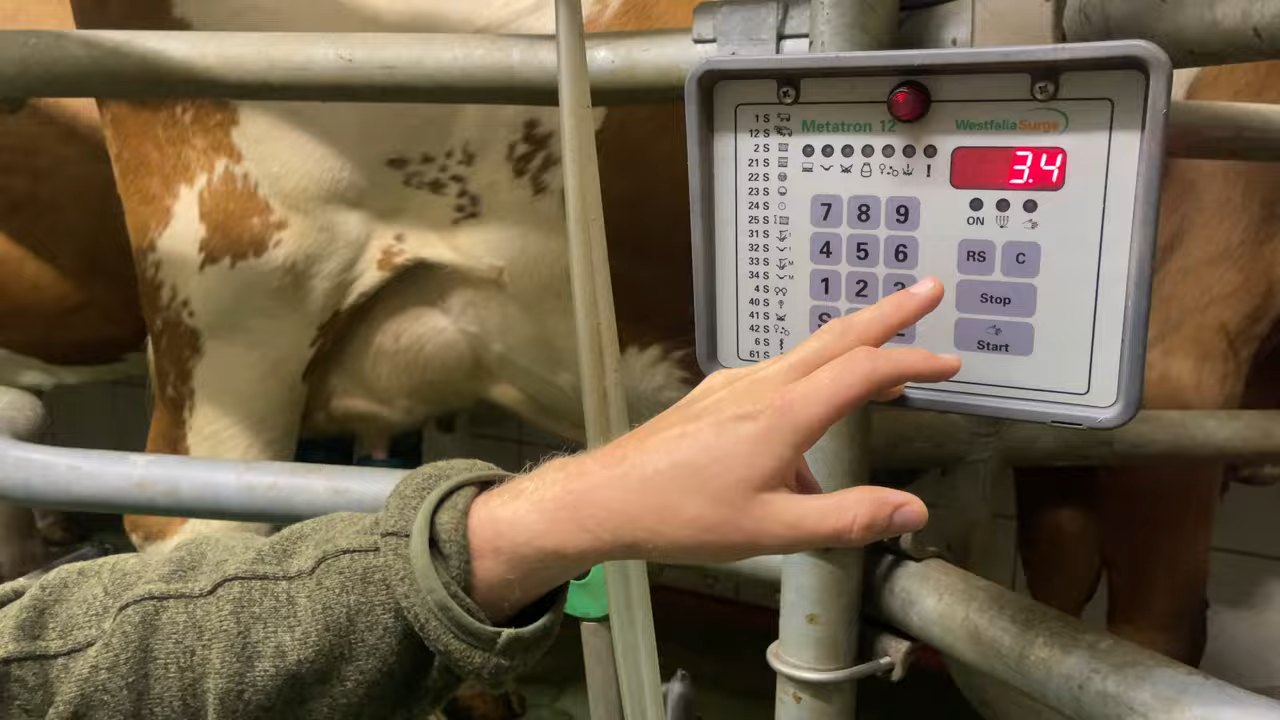 Metatron 12
WestfaliaSurge
1 S
12 S
2 S
21 S
22 S
23 S
24 S
25 S
31 S
32 S
33 S
34 S
4 S
40 S
41 S
42 S
6 S
61 S
3.4
ON
7 8 9
4 5 6
1 2 3
S
RS C
Stop
Start